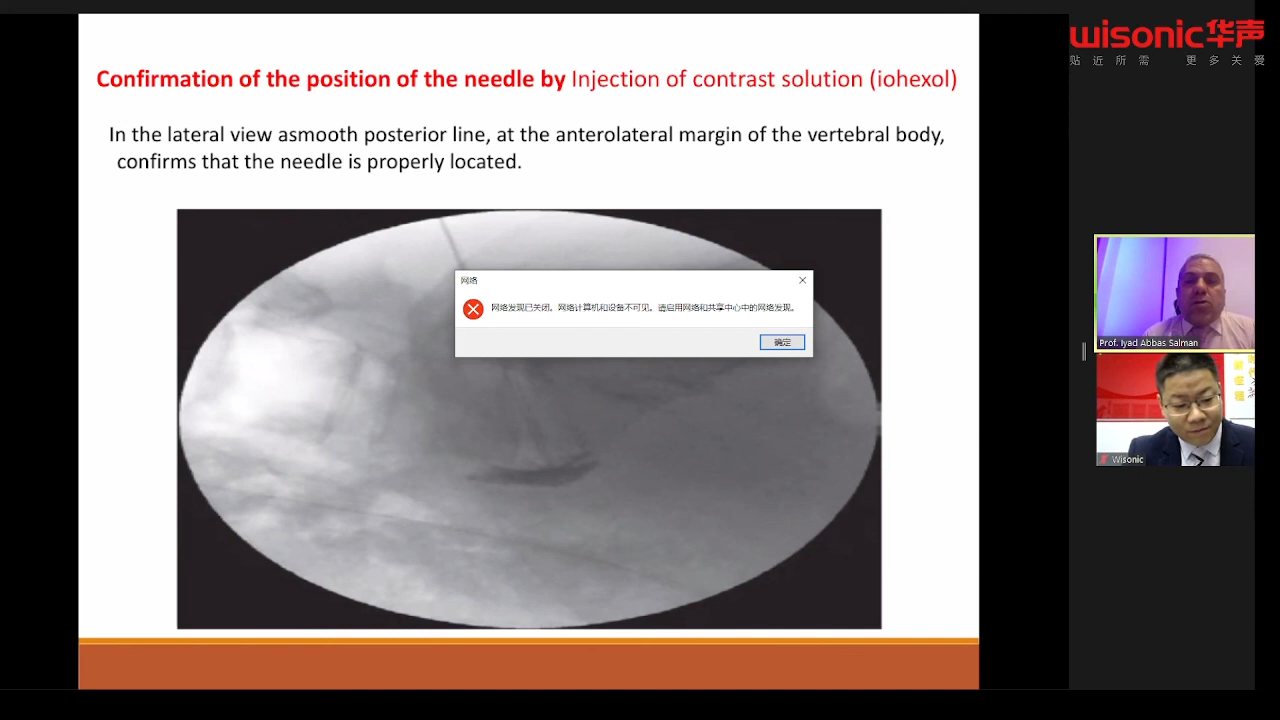 wisonic华声
贴近所需 更多关爱
Confirmation of the position of the needle by Injection of contrast solution (iohexol)
In the lateral view asmooth posterior line, at the anterolateral margin of the vertebral body,
confirms that the needle is properly located.
网络
网络发现已关闭。网络计算机和设备不可见。请启用网络和共享中心中的网络发现。
确定
Prof. Iyad Abbas Salman
Wisonic